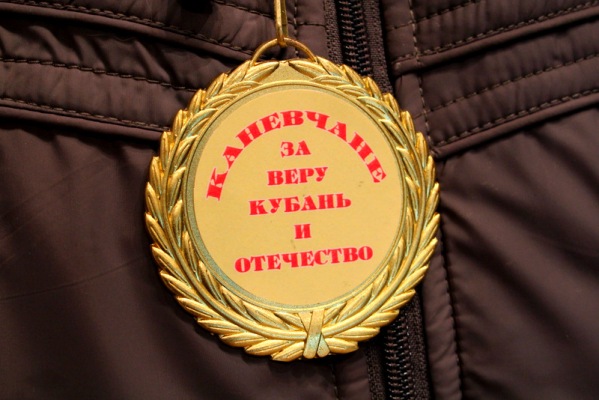 КАНЕВЧАНЕ
ЗА
ВЕРУ
КУБАНЬ
И
ОТЕЧЕСТВО